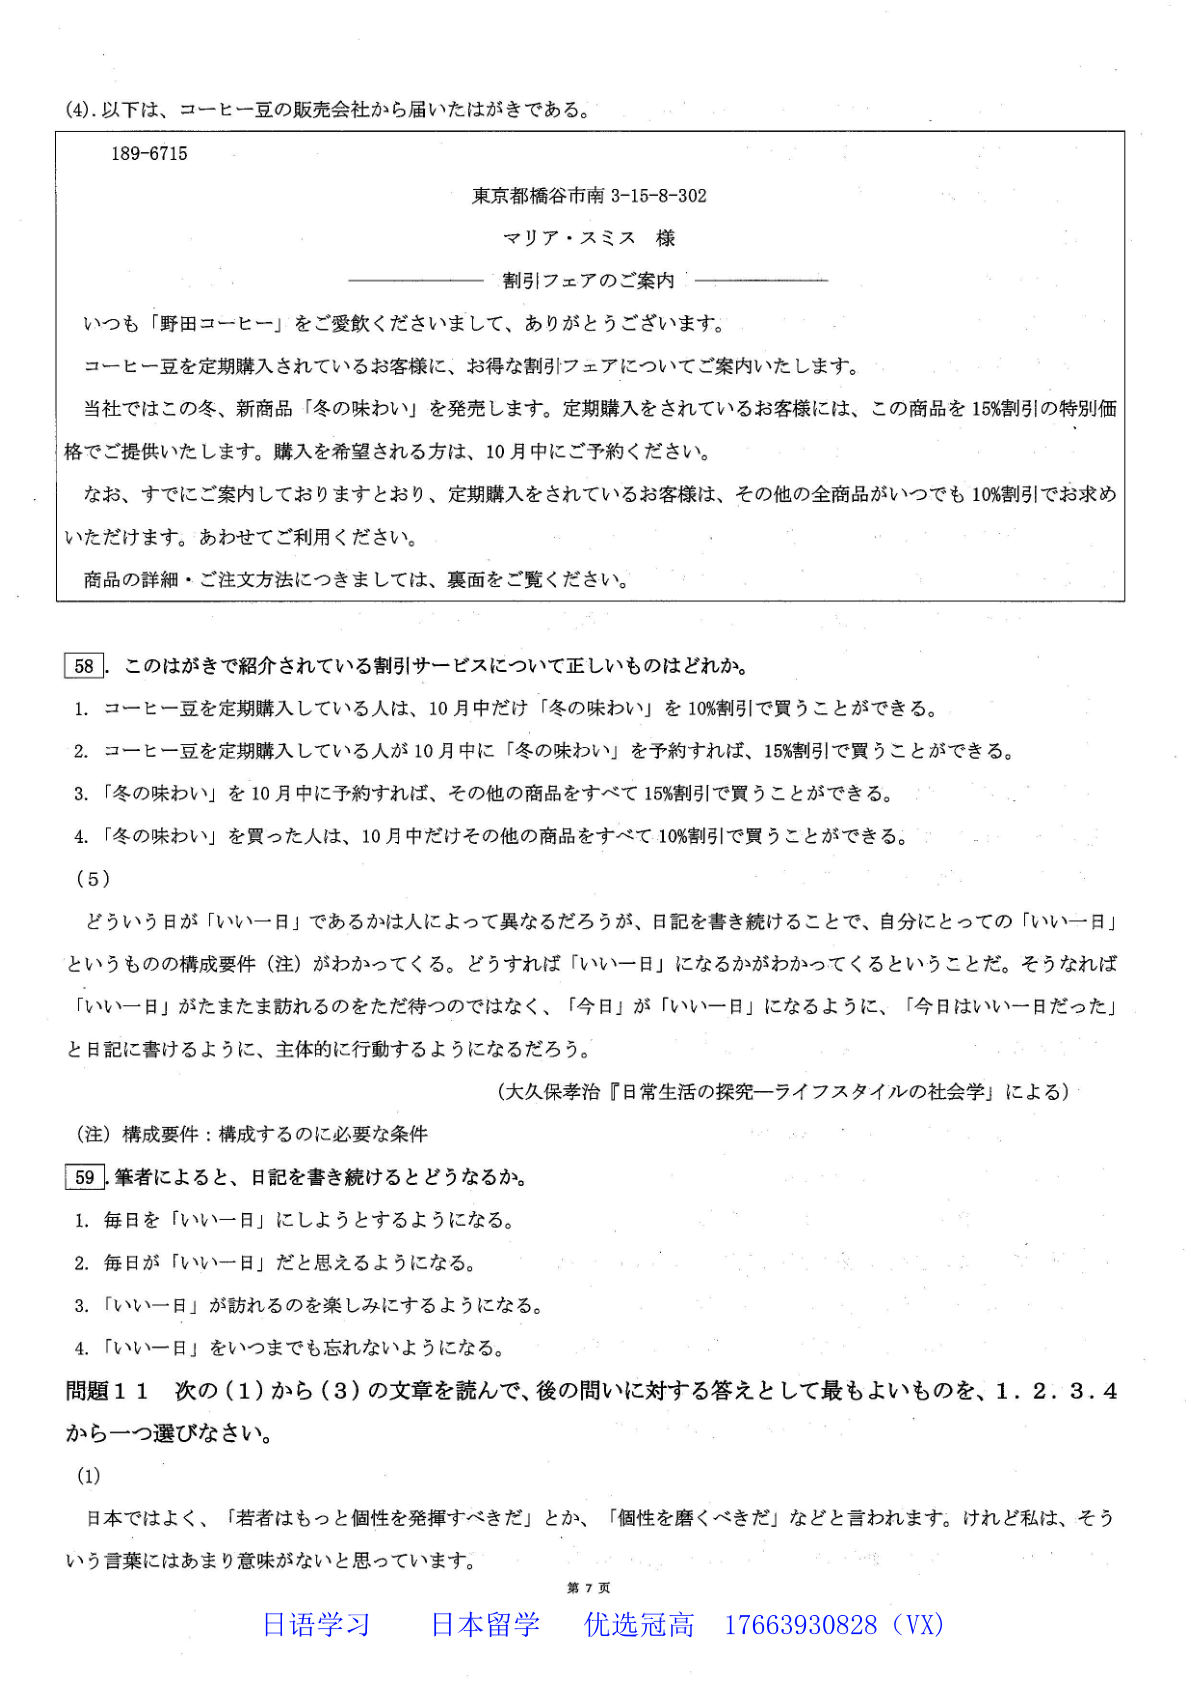 (4).以下は、コーヒー豆の販売会社から届いたはがきである。
189-6715
東京都橋谷市南 3-15-8-302
マリア・スミス　様
割引フェアのご案内
いつも「野田コーヒー」をご愛飲くださいまして、ありがとうございます。
コーヒー豆を定期購入されているお客様に、お得な割引フェアについてご案内いたします。
当社ではこの冬、新商品「冬の味わい」を発売します。定期購入をされているお客様には、この商品を 15%割引の特別価
格でご提供いたします。購入を希望される方は、10 月中にご予約ください。
なお、すでにご案内しておりますとおり、定期購入をされているお客様は、その他の全商品がいつでも 10%割引でお求め
いただけます。あわせてご利用ください。
商品の詳細・ご注文方法につきましては、裏面をご覧ください。
58. このはがきで紹介されている割引サービスについて正しいものはどれか。
1. コーヒー豆を定期購入している人は、10 月中だけ「冬の味わい」を 10%割引で買うことができる。
2. コーヒー豆を定期購入している人が 10 月中に「冬の味わい」を予約すれば、15%割引で買うことができる。
3.「冬の味わい」を 10 月中に予約すれば、その他の商品をすべて 15%割引で買うことができる。
4.「冬の味わい」を買った人は、10 月中だけその他の商品をすべて 10%割引で買うことができる。
（5）
どういう日が「いい一日」であるかは人によって異なるだろうが、日記を書き続けることで、自分にとっての「いい一日」
というものの構成要件（注）がわかってくる。どうすれば「いい一日」になるかがわかってくるということだ。そうなれば
「いい一日」がたまたま訪れるのをただ待つのではなく、「今日」が「いい一日」になるように、「今日はいい一日だった」
と日記に書けるように、主体的に行動するようになるだろう。
（大久保孝治『日常生活の探究―ライフスタイルの社会学」による）
（注）構成要件：構成するのに必要な条件
59.筆者によると、日記を書き続けるとどうなるか。
1. 毎日を「いい一日」にしようとするようになる。
2. 毎日が「いい一日」だと思えるようになる。
3.「いい一日」が訪れるのを楽しみにするようになる。
4.「いい一日」をいつまでも忘れないようになる。
問題１１　次の（１）から（３）の文章を読んで、後の問いに対する答えとして最もよいものを、１．２．３．４
から一つ選びなさい。
(1)
日本ではよく、「若者はもっと個性を発揮すべきだ」とか、「個性を磨くべきだ」などと言われます。けれど私は、そう
いう言葉にはあまり意味がないと思っています。
第 7 页
日语学习　日本留学　优选冠高　17663930828（VX）